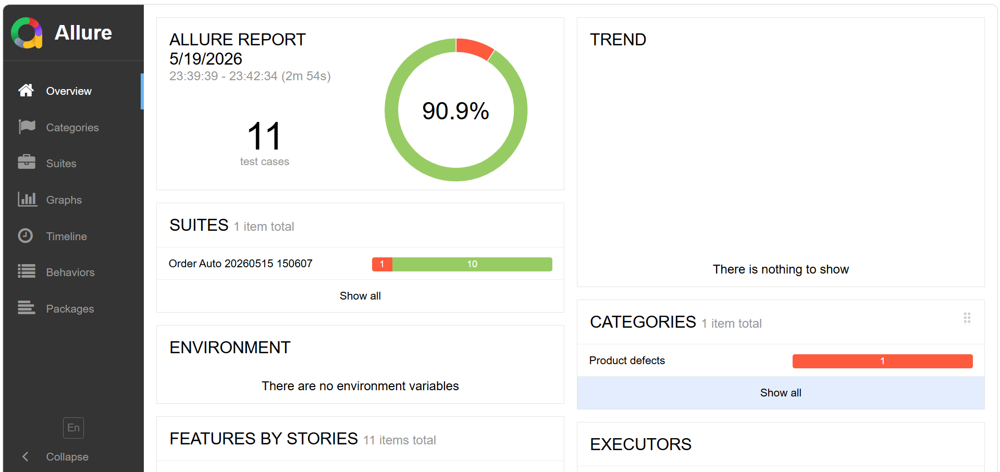 Allure
Overview
Categories
Suites
Graphs
Timeline
Behaviors
Packages
En
Collapse
ALLURE REPORT
5/19/2026
23:39:39 - 23:42:34 (2m 54s)
11
test cases
90.9%
SUITES 1 item total
Order Auto 20260515 150607
1 10
Show all
ENVIRONMENT
There are no environment variables
FEATURES BY STORIES 11 items total
TREND
There is nothing to show
CATEGORIES 1 item total
Product defects
1
Show all
EXECUTORS